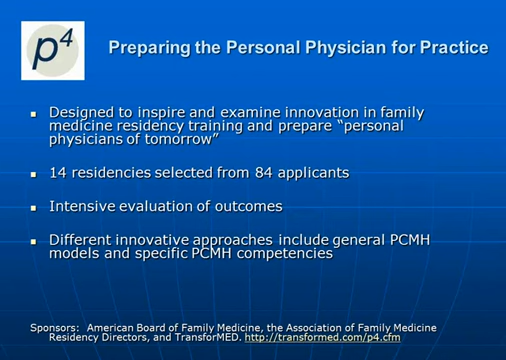 p4
Preparing the Personal Physician for Practice
Designed to inspire and examine innovation in family
medicine residency training and prepare “personal
physicians of tomorrow”
14 residencies selected from 84 applicants
Intensive evaluation of outcomes
Different innovative approaches include general PCMH
models and specific PCMH competencies
Sponsors: American Board of Family Medicine, the Association of Family Medicine
Residency Directors, and TransforMED. http://transformed.com/p4.cfm